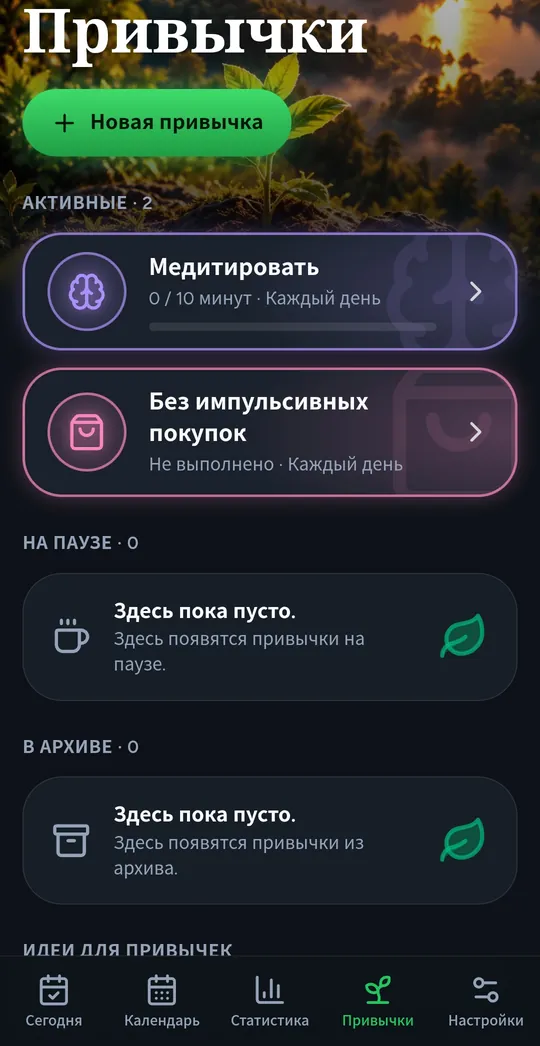 Привычки
Новая привычка
АКТИВНЫЕ · 2
Медитировать
0 / 10 минут · Каждый день
Без импульсивных
покупок
Не выполнено · Каждый день
НА ПАУЗЕ · 0
Здесь пока пусто.
Здесь появятся привычки на
паузе.
В АРХИВЕ · 0
Здесь пока пусто.
Здесь появятся привычки из
архива.
ИДЕИ ДЛЯ ПРИВЫЧЕК
Сегодня
Календарь
Статистика
Привычки
Настройки